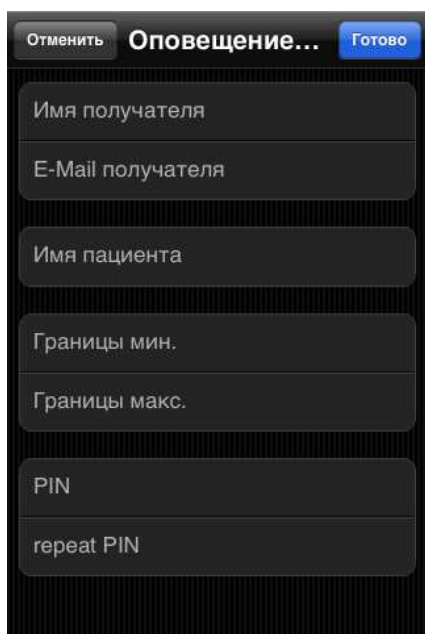 Отменить Оповещение... Готово
Имя получателя
E-Mail получателя
Имя пациента
Границы мин.
Границы макс.
PIN
repeat PIN